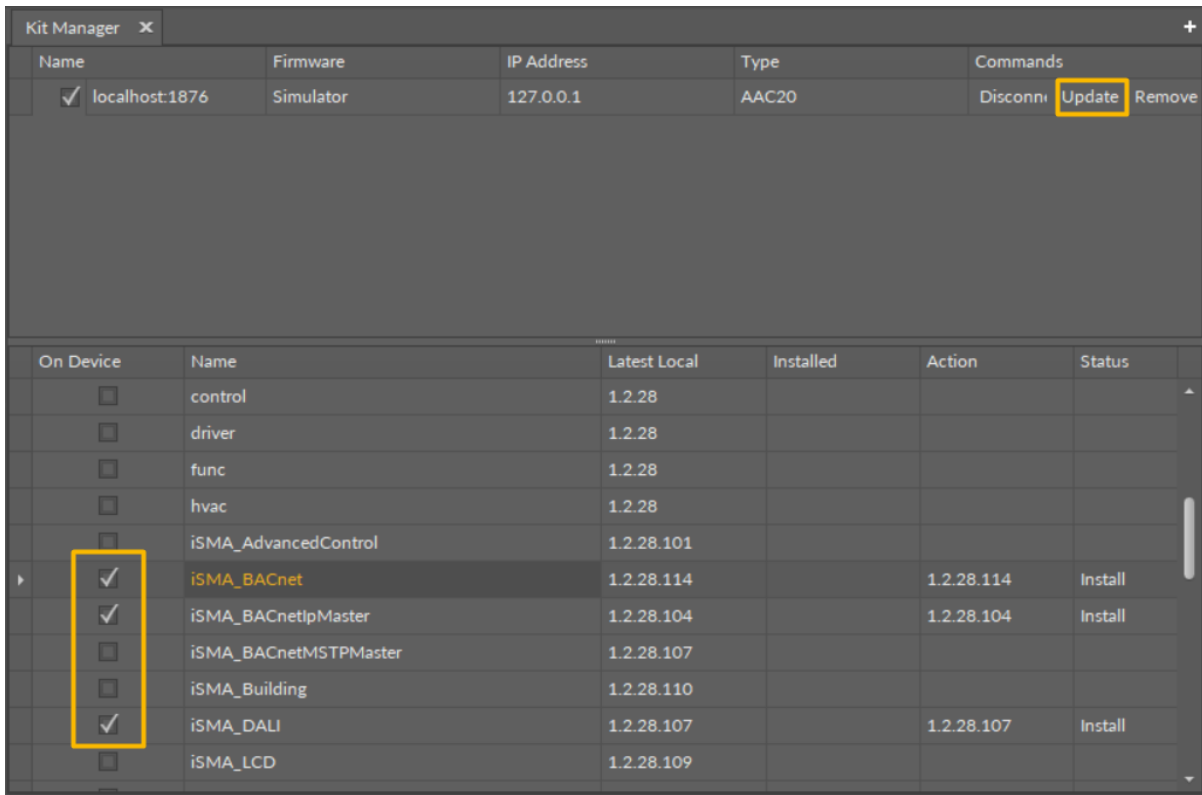 Kit Manager X +
Name Firmware IP Address Type Commands
localhost:1876 Simulator 127.0.0.1 AAC20 Disconn Update Remove
On Device Name Latest Local Installed Action Status
control 1.2.28
driver 1.2.28
func 1.2.28
hvac 1.2.28
iSMA_AdvancedControl 1.2.28.101
iSMA_BACnet 1.2.28.114 1.2.28.114 Install
iSMA_BACnetIpMaster 1.2.28.104 1.2.28.104 Install
iSMA_BACnetMSTPMaster 1.2.28.107
iSMA_Building 1.2.28.110
iSMA_DALI 1.2.28.107 1.2.28.107 Install
iSMA_LCD 1.2.28.109